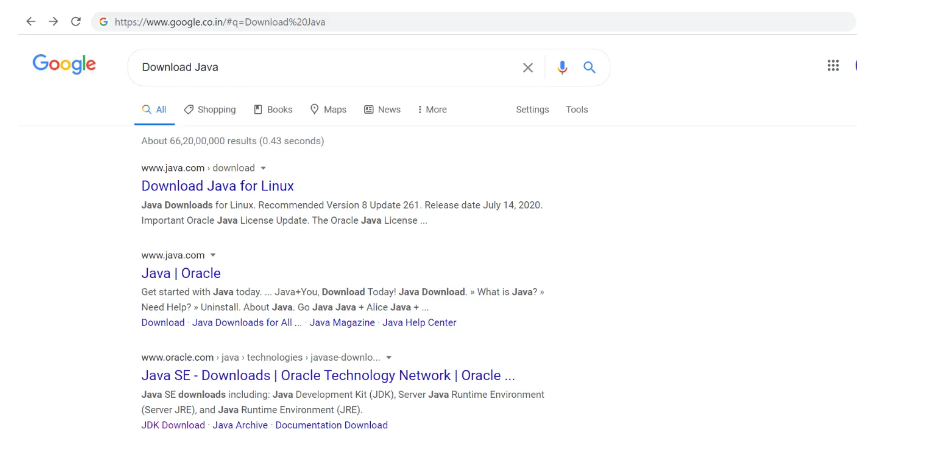 https://www.google.co.in/#q=Download%20Java
Google
Download Java
All Shopping Books Maps News More Settings Tools
About 66,20,00,000 results (0.43 seconds)
www.java.com › download
Download Java for Linux
Java Downloads for Linux. Recommended Version 8 Update 261. Release date July 14, 2020.
Important Oracle Java License Update. The Oracle Java License ...
www.java.com
Java | Oracle
Get started with Java today. ... Java+You, Download Today! Java Download. » What is Java? »
Need Help? » Uninstall. About Java. Go Java Java + Alice Java + ...
Download · Java Downloads for All ... · Java Magazine · Java Help Center
www.oracle.com › java › technologies › javase-downlo...
Java SE - Downloads | Oracle Technology Network | Oracle ...
Java SE downloads including: Java Development Kit (JDK), Server Java Runtime Environment
(Server JRE), and Java Runtime Environment (JRE).
JDK Download · Java Archive · Documentation Download